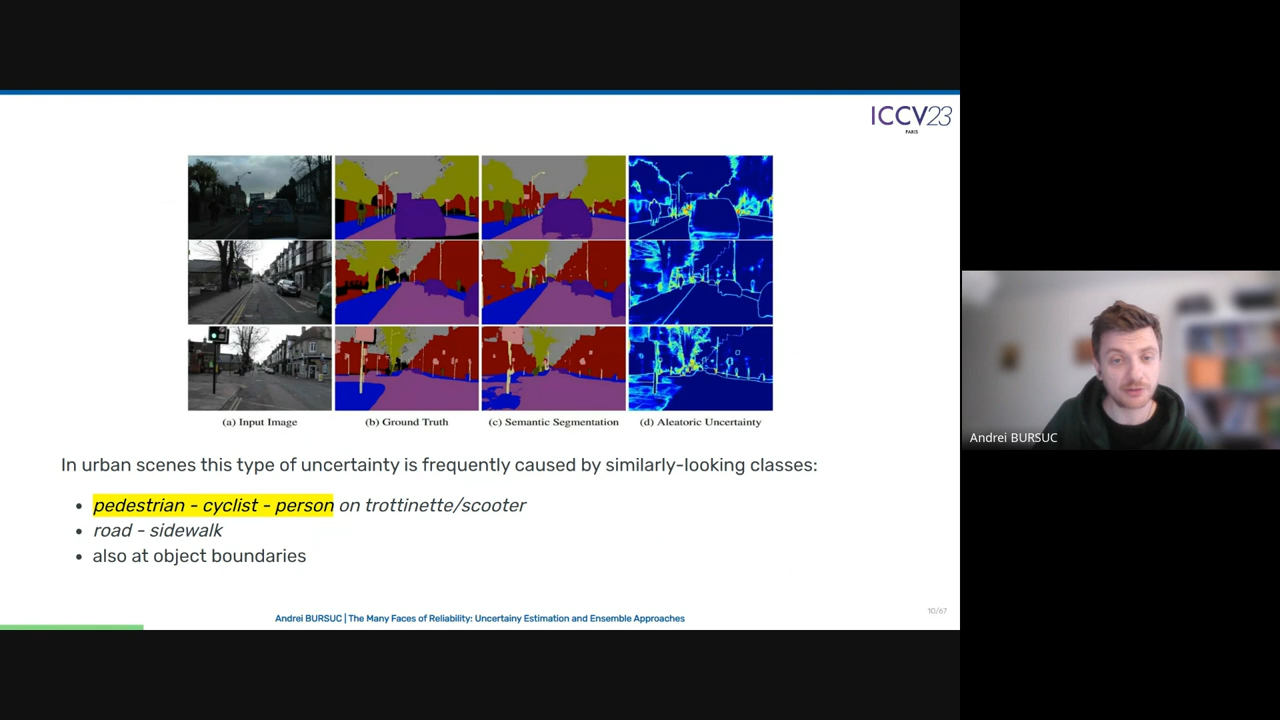 ICCV23
PARIS
(a) Input Image (b) Ground Truth (c) Semantic Segmentation (d) Aleatoric Uncertainty
In urban scenes this type of uncertainty is frequently caused by similarly-looking classes:
• pedestrian - cyclist - person on trottinette/scooter
• road - sidewalk
• also at object boundaries
Andrei BURSUC | The Many Faces of Reliability: Uncertainy Estimation and Ensemble Approaches
10/67
Andrei BURSUC